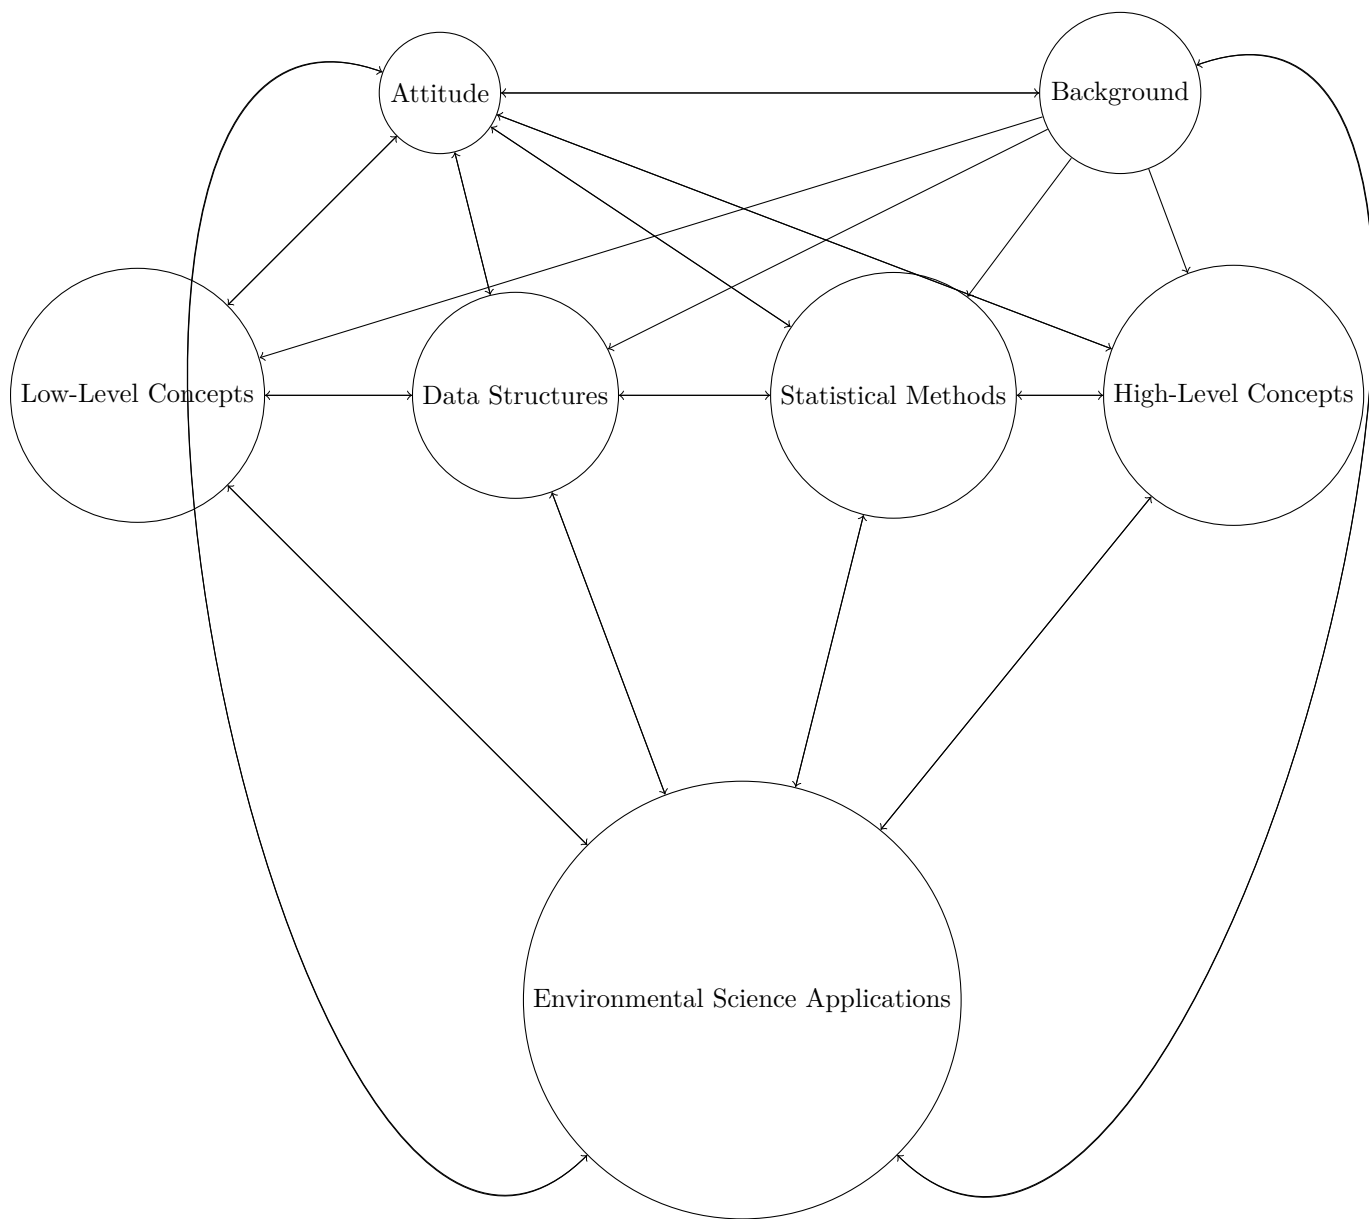 Attitude
Background
Low-Level Concepts
Data Structures
Statistical Methods
High-Level Concepts
Environmental Science Applications